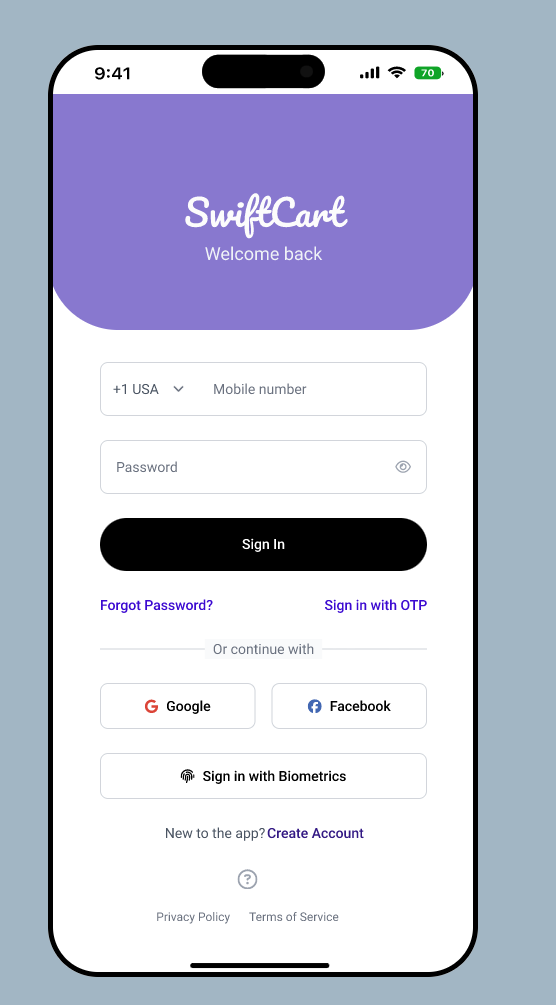 9:41
70
SwiftCart
Welcome back
+1 USA Mobile number
Password
Sign In
Forgot Password? Sign in with OTP
Or continue with
Google Facebook
Sign in with Biometrics
New to the app? Create Account
?
Privacy Policy Terms of Service